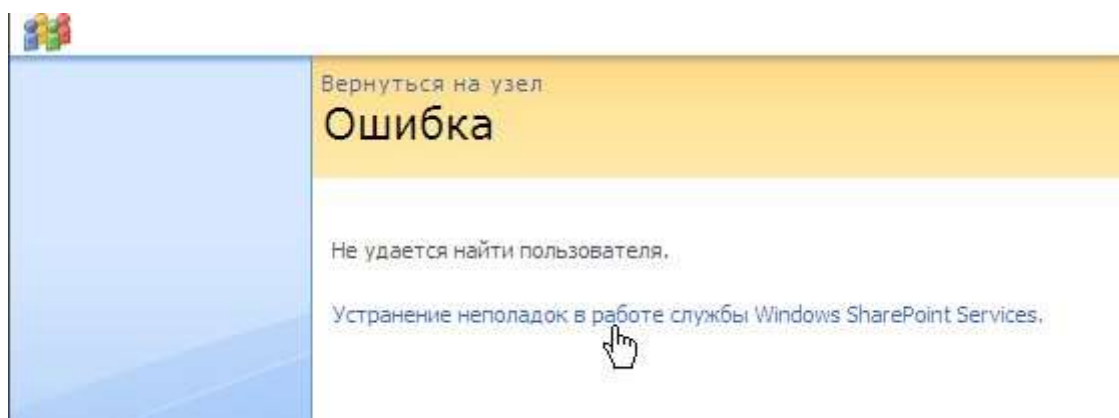 Вернуться на узел
Ошибка
Не удается найти пользователя.
Устранение неполадок в работе службы Windows SharePoint Services.